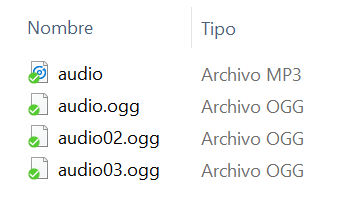 Nombre Tipo
audio Archivo MP3
audio.ogg Archivo OGG
audio02.ogg Archivo OGG
audio03.ogg Archivo OGG